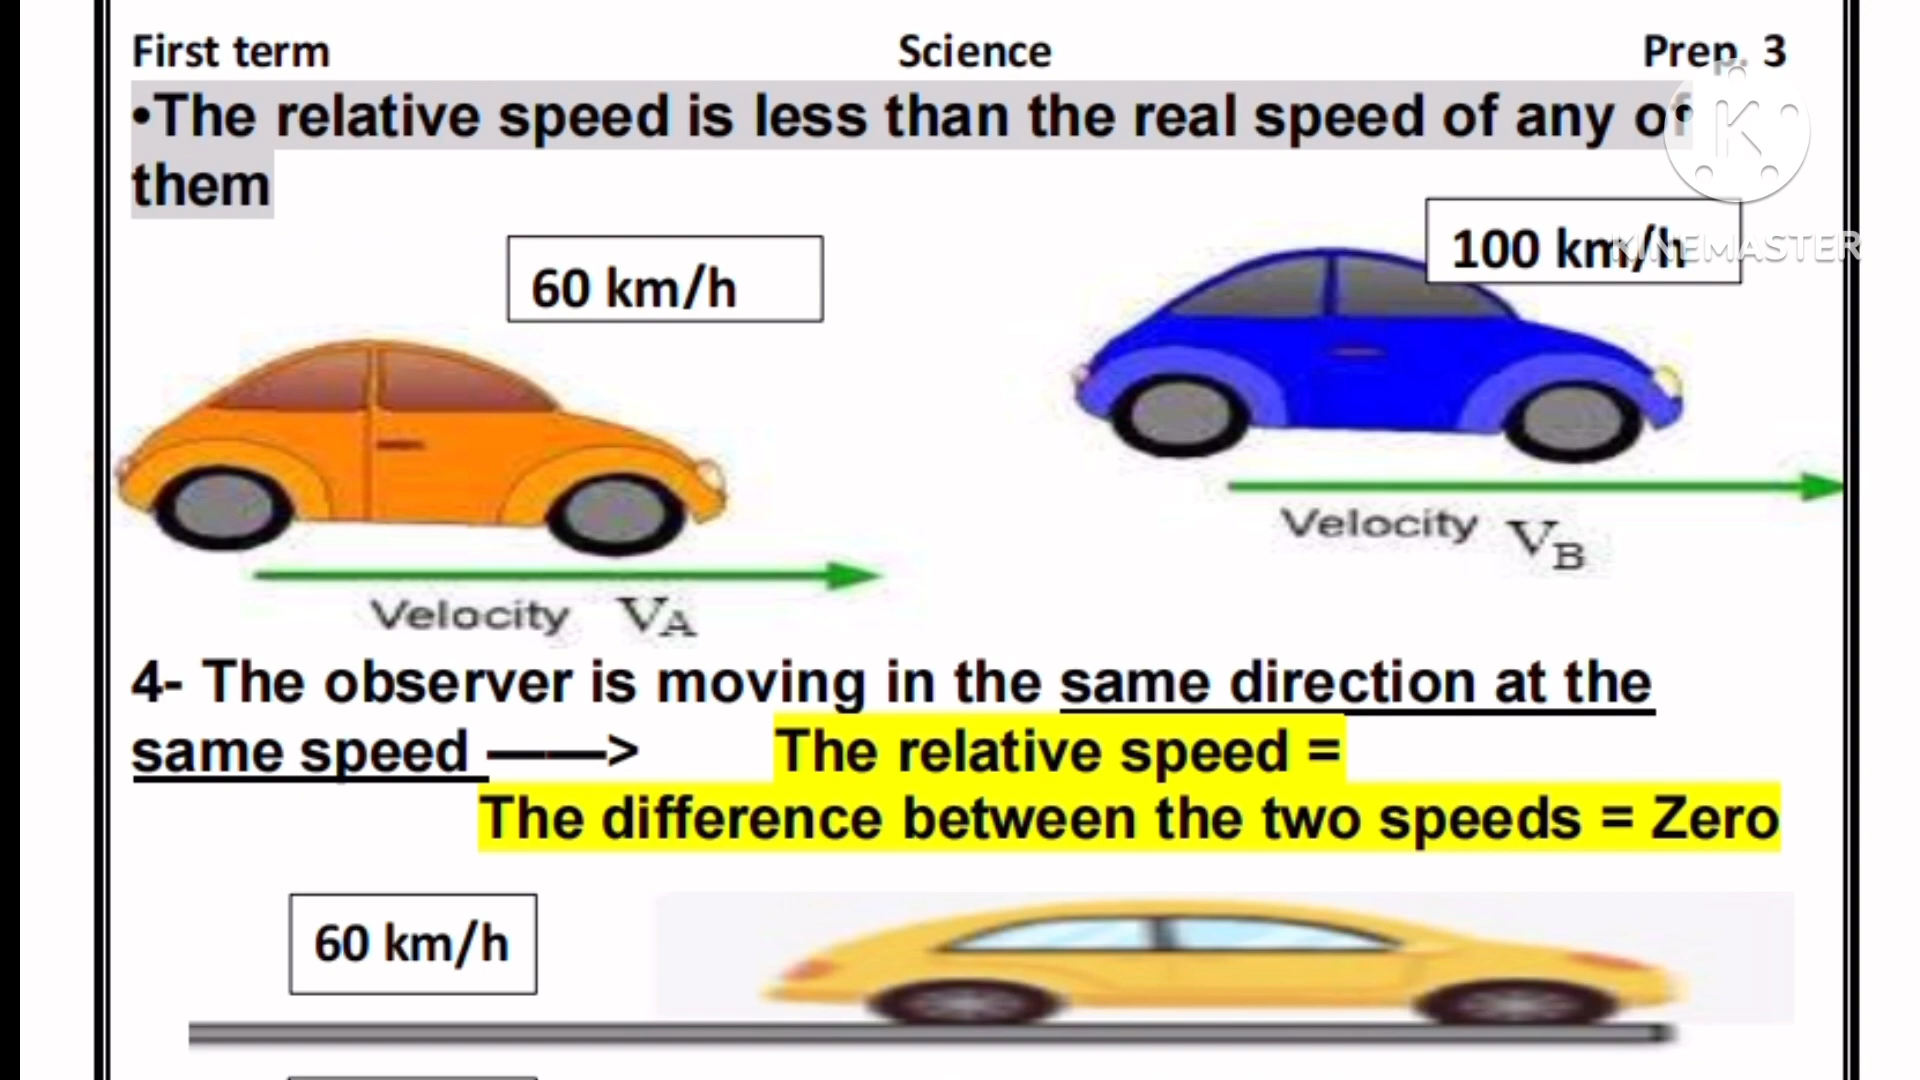 First term Science Prep. 3
•The relative speed is less than the real speed of any of
them
60 km/h
100 km/h
KINEMASTER
Velocity VB
Velocity VA
4- The observer is moving in the same direction at the
same speed ——> The relative speed =
The difference between the two speeds = Zero
60 km/h